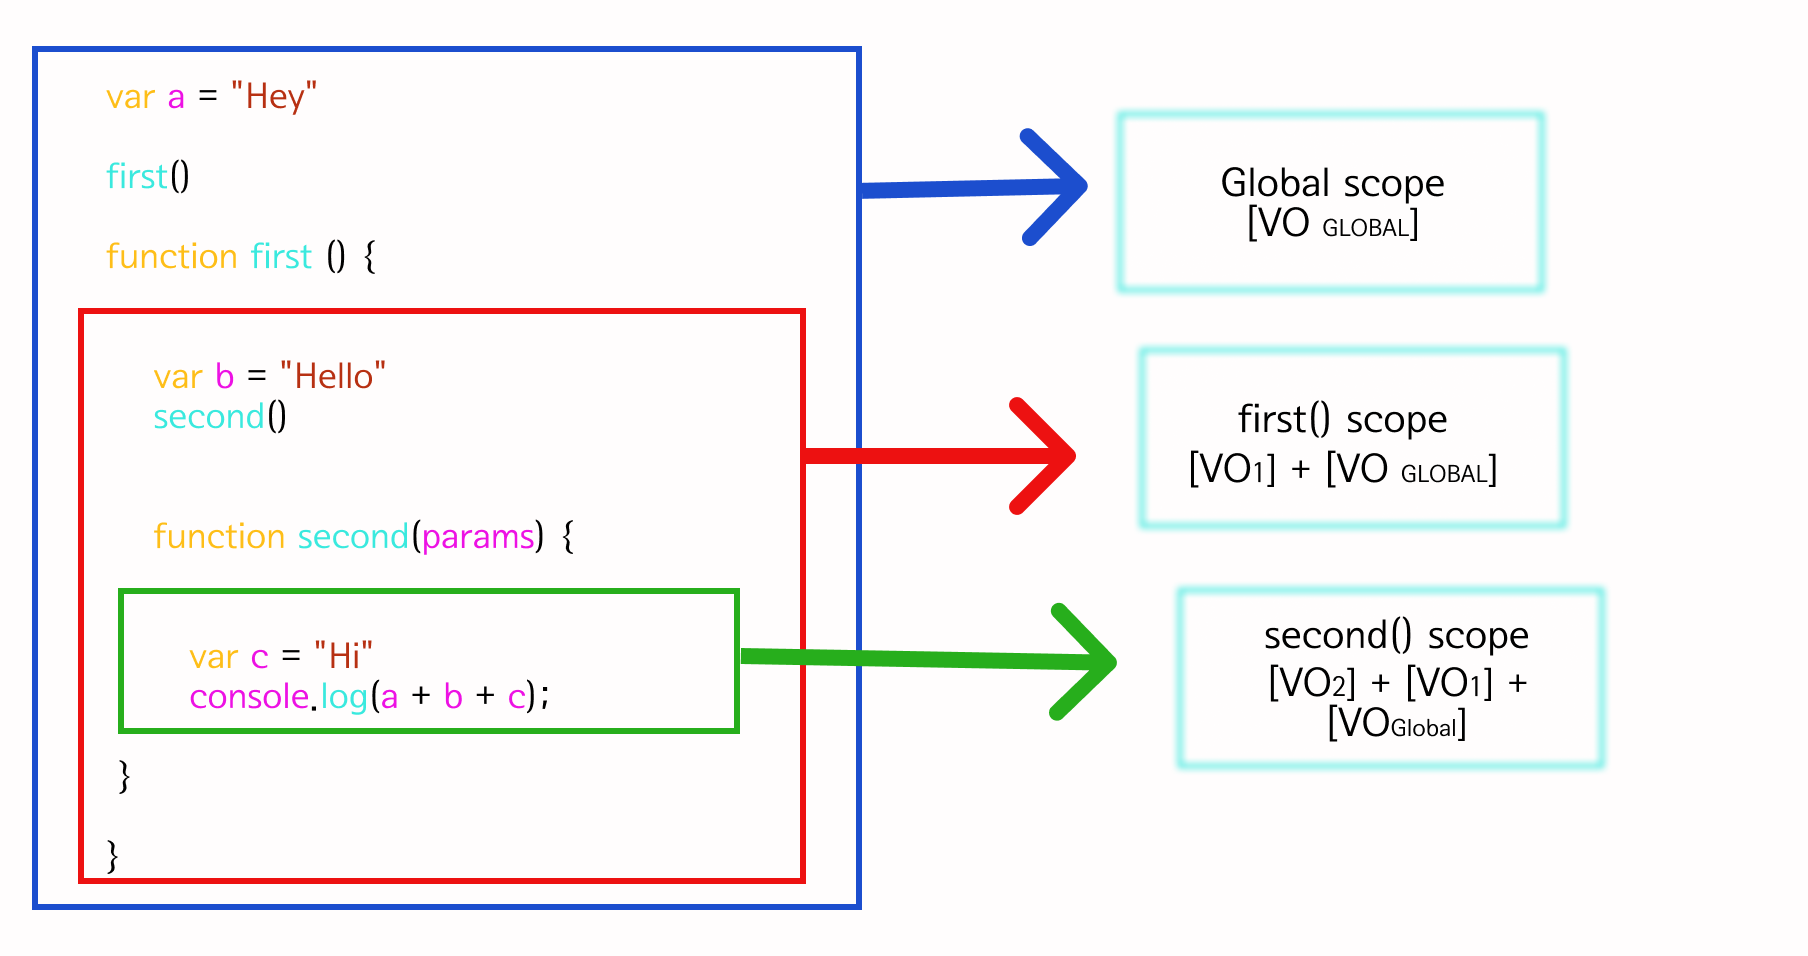 var a = "Hey"
first()
function first () {
var b = "Hello"
second()
function second(params) {
var c = "Hi"
console.log(a + b + c);
}
}
Global scope
[VO GLOBAL]
first() scope
[VO1] + [VO GLOBAL]
second() scope
[VO2] + [VO1] +
[VOGlobal]